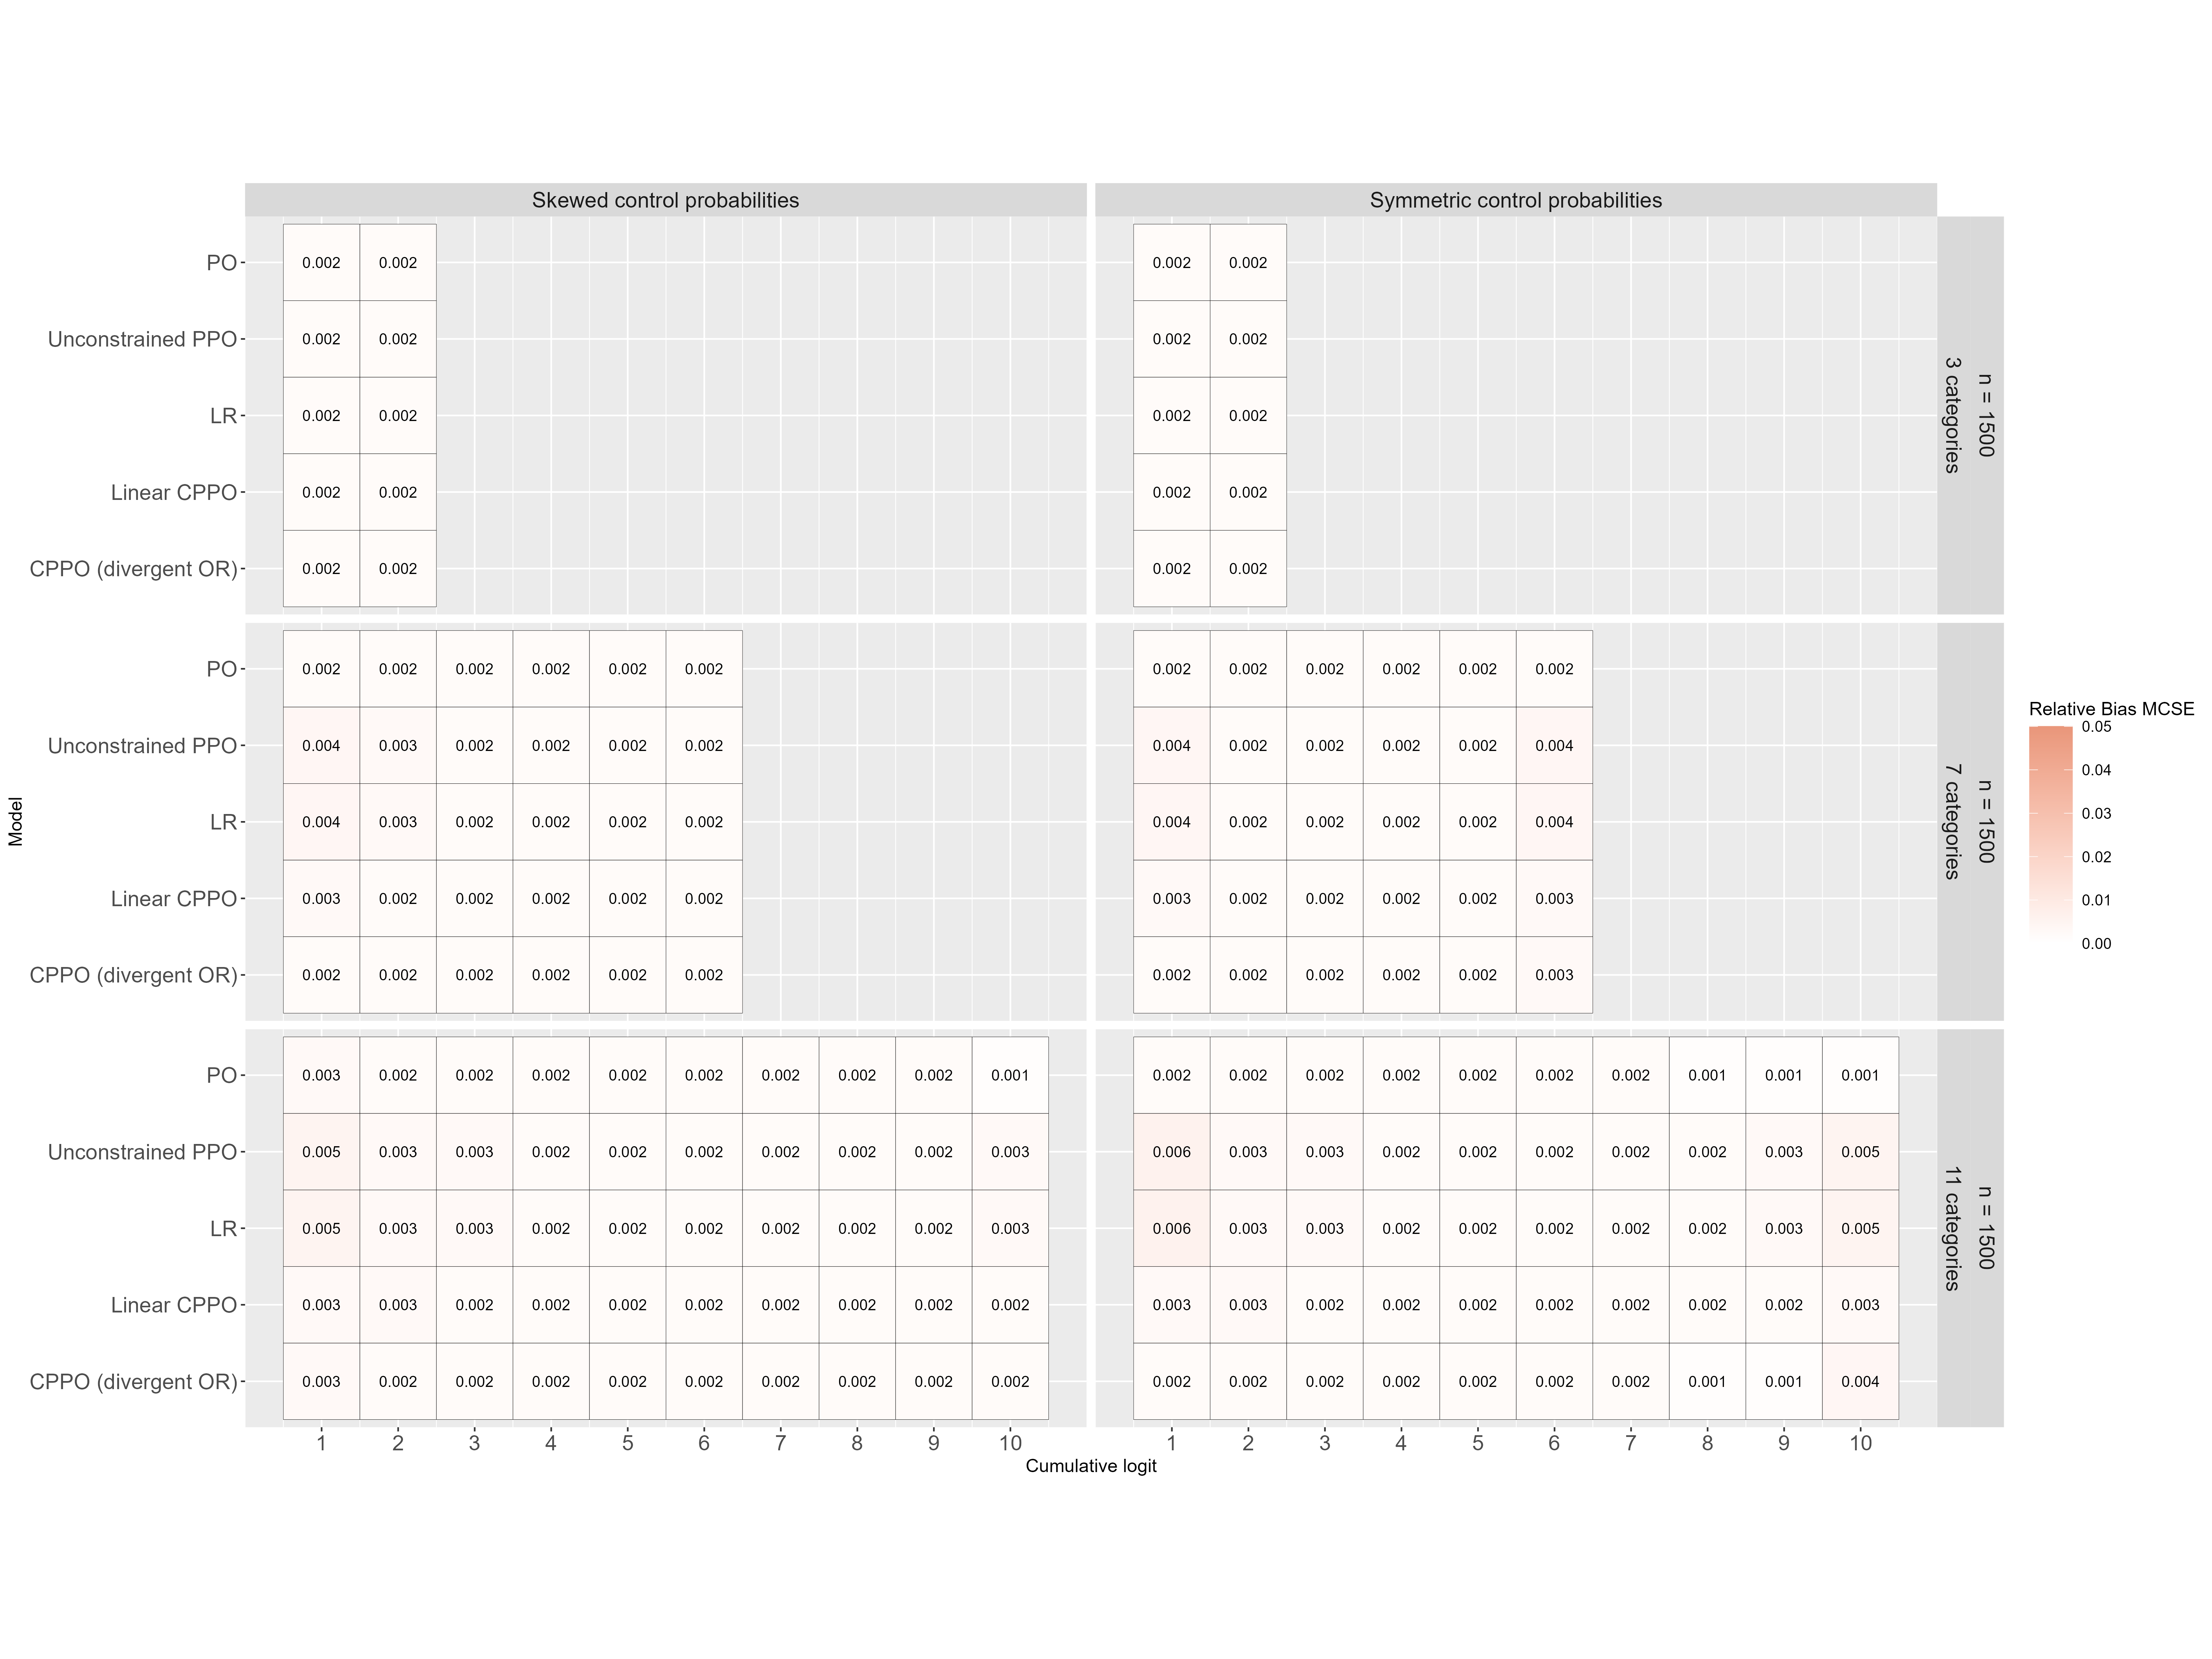 Skewed control probabilities
Symmetric control probabilities
Model
PO 0.002 0.002 0.002 0.002
Unconstrained PPO 0.002 0.002 0.002 0.002
LR 0.002 0.002 0.002 0.002
Linear CPPO 0.002 0.002 0.002 0.002
CPPO (divergent OR) 0.002 0.002 0.002 0.002
n = 1500
3 categories
PO 0.002 0.002 0.002 0.002 0.002 0.002 0.002 0.002 0.002 0.002 0.002 0.002
Unconstrained PPO 0.004 0.003 0.002 0.002 0.002 0.002 0.004 0.002 0.002 0.002 0.002 0.004
LR 0.004 0.003 0.002 0.002 0.002 0.002 0.004 0.002 0.002 0.002 0.002 0.004
Linear CPPO 0.003 0.002 0.002 0.002 0.002 0.002 0.003 0.002 0.002 0.002 0.002 0.003
CPPO (divergent OR) 0.002 0.002 0.002 0.002 0.002 0.002 0.002 0.002 0.002 0.002 0.002 0.003
n = 1500
7 categories
PO 0.003 0.002 0.002 0.002 0.002 0.002 0.002 0.002 0.002 0.001 0.002 0.002 0.002 0.002 0.002 0.002 0.002 0.001 0.001 0.001
Unconstrained PPO 0.005 0.003 0.003 0.002 0.002 0.002 0.002 0.002 0.002 0.003 0.006 0.003 0.003 0.002 0.002 0.002 0.002 0.002 0.003 0.005
LR 0.005 0.003 0.003 0.002 0.002 0.002 0.002 0.002 0.002 0.003 0.006 0.003 0.003 0.002 0.002 0.002 0.002 0.002 0.003 0.005
Linear CPPO 0.003 0.003 0.002 0.002 0.002 0.002 0.002 0.002 0.002 0.002 0.003 0.003 0.002 0.002 0.002 0.002 0.002 0.002 0.002 0.003
CPPO (divergent OR) 0.003 0.002 0.002 0.002 0.002 0.002 0.002 0.002 0.002 0.002 0.002 0.002 0.002 0.002 0.002 0.002 0.002 0.001 0.001 0.004
n = 1500
11 categories
1 2 3 4 5 6 7 8 9 10 1 2 3 4 5 6 7 8 9 10
Cumulative logit
Relative Bias MCSE
0.05
0.04
0.03
0.02
0.01
0.00